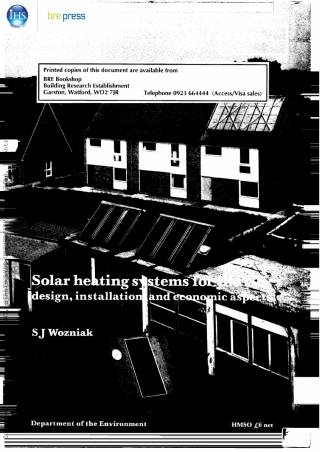 IHS
bre press
Printed copies of this document are available from
BRE Bookshop
Building Research Establishment
Garston, Watford, WD2 7JR Telephone 0923 664444 (Access/Visa sales)
Solar heating systems for
design, installation and economic aspects
S J Wozniak
Department of the Environment HMSO £6 net